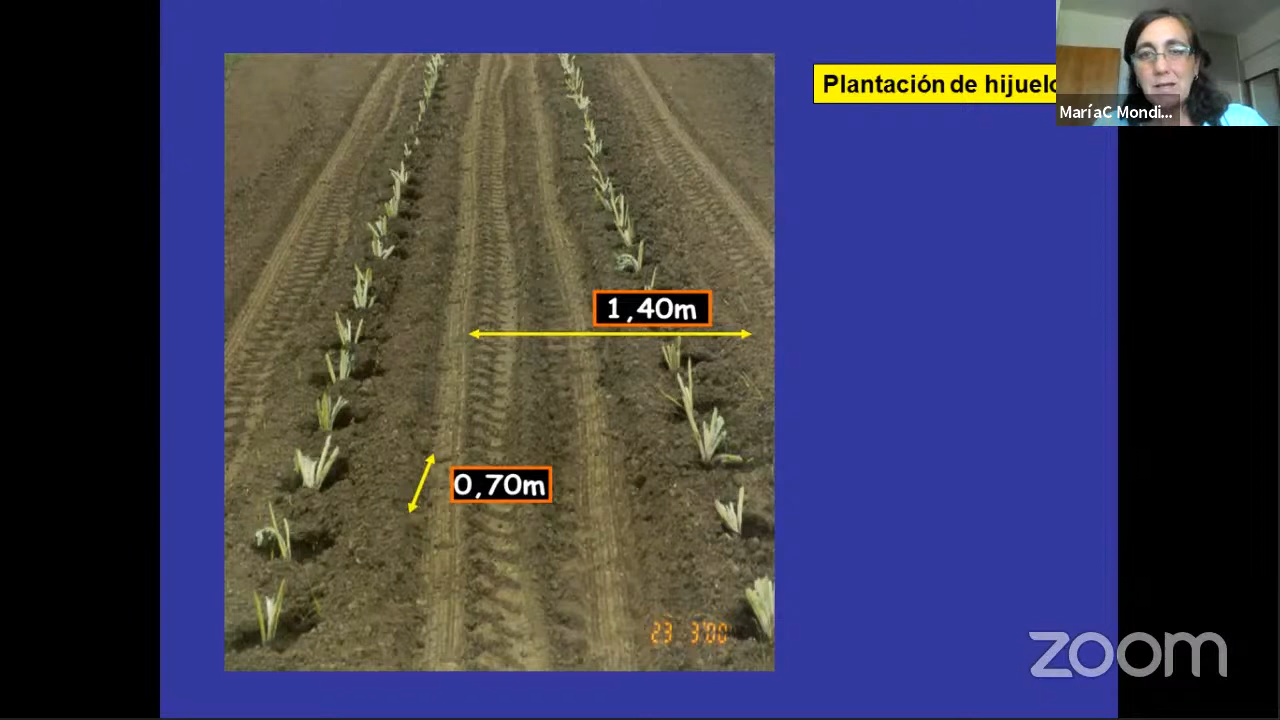 Plantación de hijuelo
MaríaC Mondi...
1,40m
0,70m
23 3'00
zoom